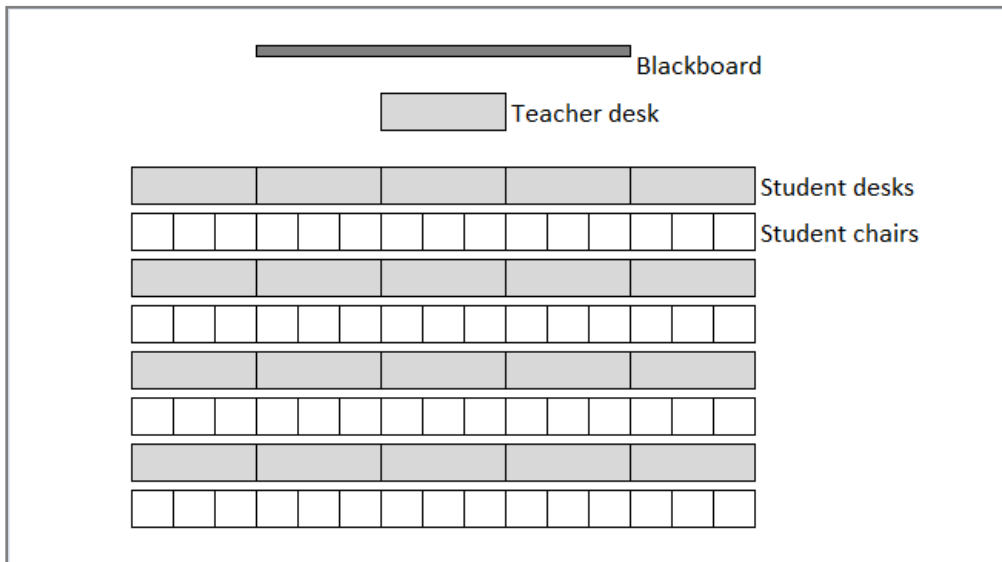 Blackboard
Teacher desk
Student desks
Student chairs